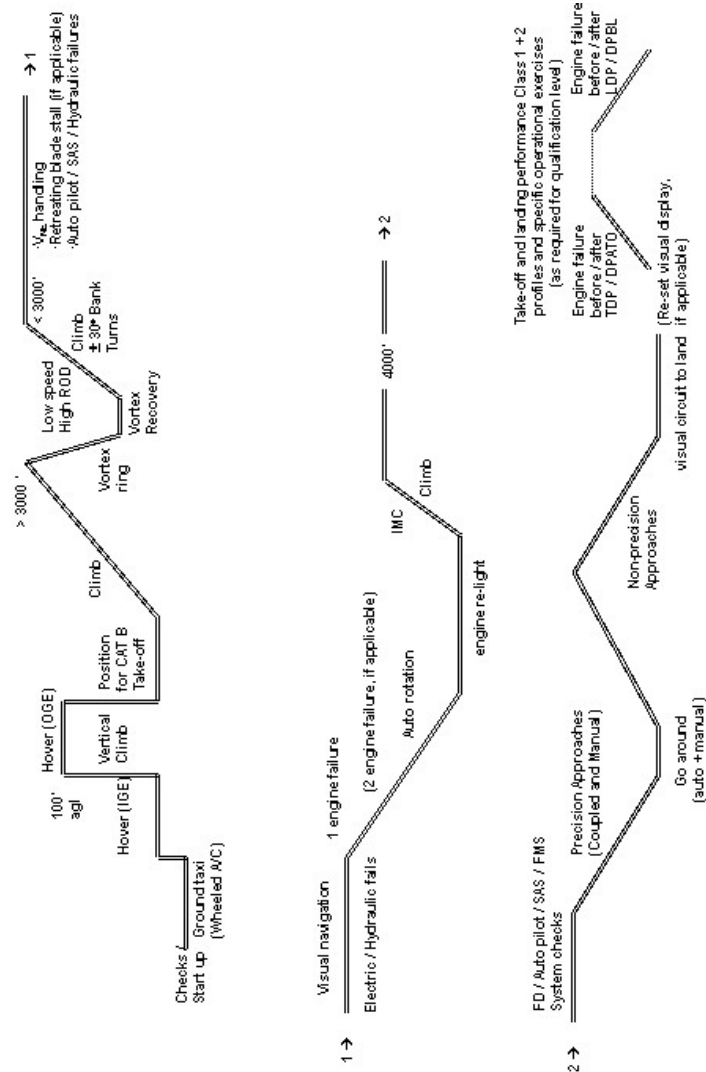 Checks /
Start up
Ground taxi
(Wheeled A/C)
Hover (IGE)
100'
agl
Hover (OGE)
Vertical
Climb
Position
for CAT B
Take-off
Climb
> 3000 '
Vortex
ring
Low speed
High ROD
Vortex
Recovery
Climb
± 30° Bank
Turns
< 3000'
·VNE handling
·Retreating blade stall (if applicable)
·Auto pilot / SAS / Hydraulic failures
→ 1
1 →
Visual navigation
Electric / Hydraulic fails
1 engine failure
(2 engine failure, if applicable)
Auto rotation
engine re-light
IMC
Climb
4000'
→ 2
2 →
FD / Auto pilot / SAS / FMS
System checks
Precision Approaches
(Coupled and Manual)
Go around
(auto + manual)
Non-precision
Approaches
visual circuit to land
(Re-set visual display,
if applicable)
Take-off and landing performance Class 1 + 2
profiles and specific operational exercises
(as required for qualification level)
Engine failure
before / after
TDP / DPATO
Engine failure
before / after
LDP / DPBL